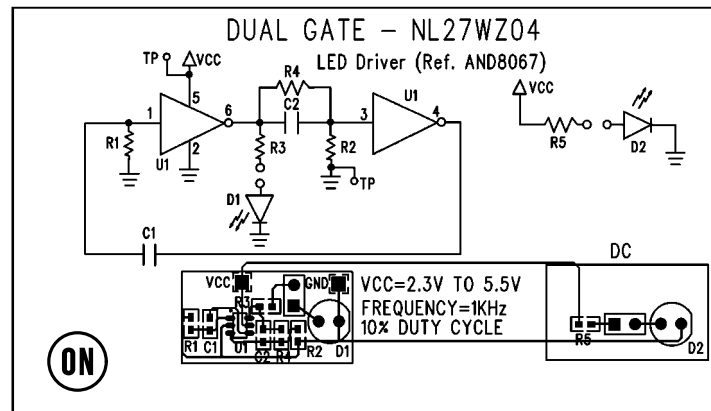 DUAL GATE - NL27WZ04
LED Driver (Ref. AND8067)
TP
VCC
R4
U1
VCC
5
1
6
C2
3
4
R1
U1
2
R3
R2
R5
D2
TP
D1
C1
DC
VCC
GND
VCC=2.3V TO 5.5V
R3
FREQUENCY=1KHz
10% DUTY CYCLE
R1
C1
U1
C2
R4
R2
D1
R5
D2
ON